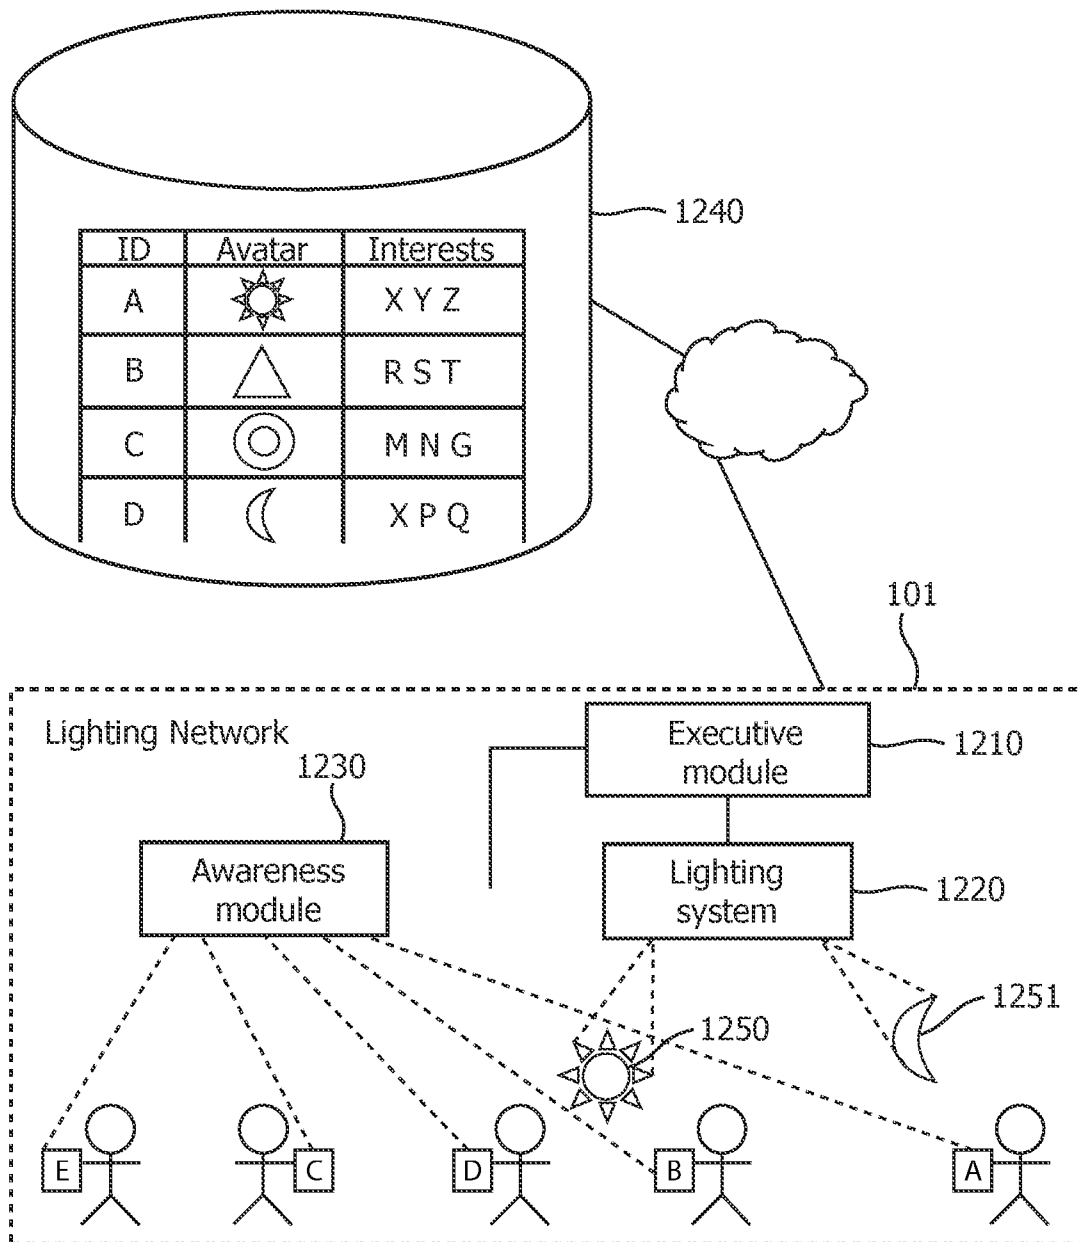 1240
ID Avatar Interests
A X Y Z
B R S T
C M N G
D X P Q
101
Lighting Network
Executive
module
1210
1230
Awareness
module
Lighting
system
1220
1250
1251
E C D B A